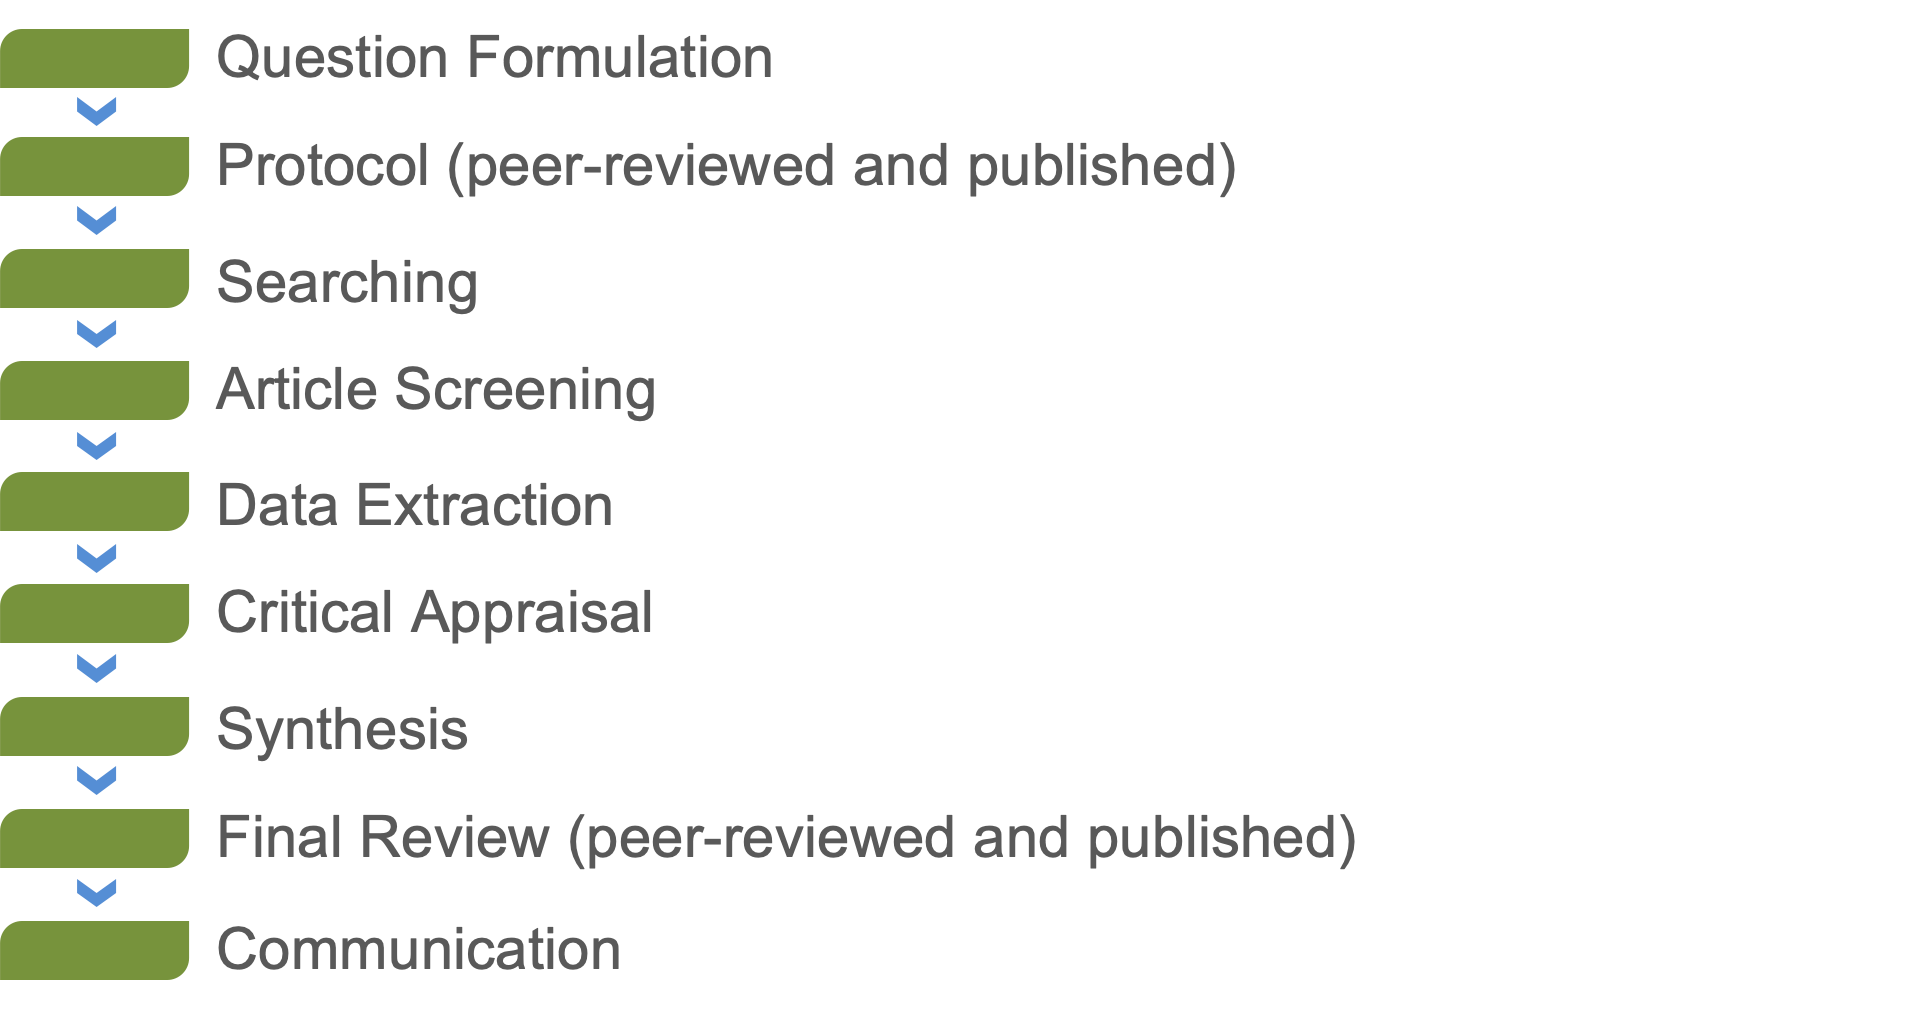 Question Formulation
Protocol (peer-reviewed and published)
Searching
Article Screening
Data Extraction
Critical Appraisal
Synthesis
Final Review (peer-reviewed and published)
Communication